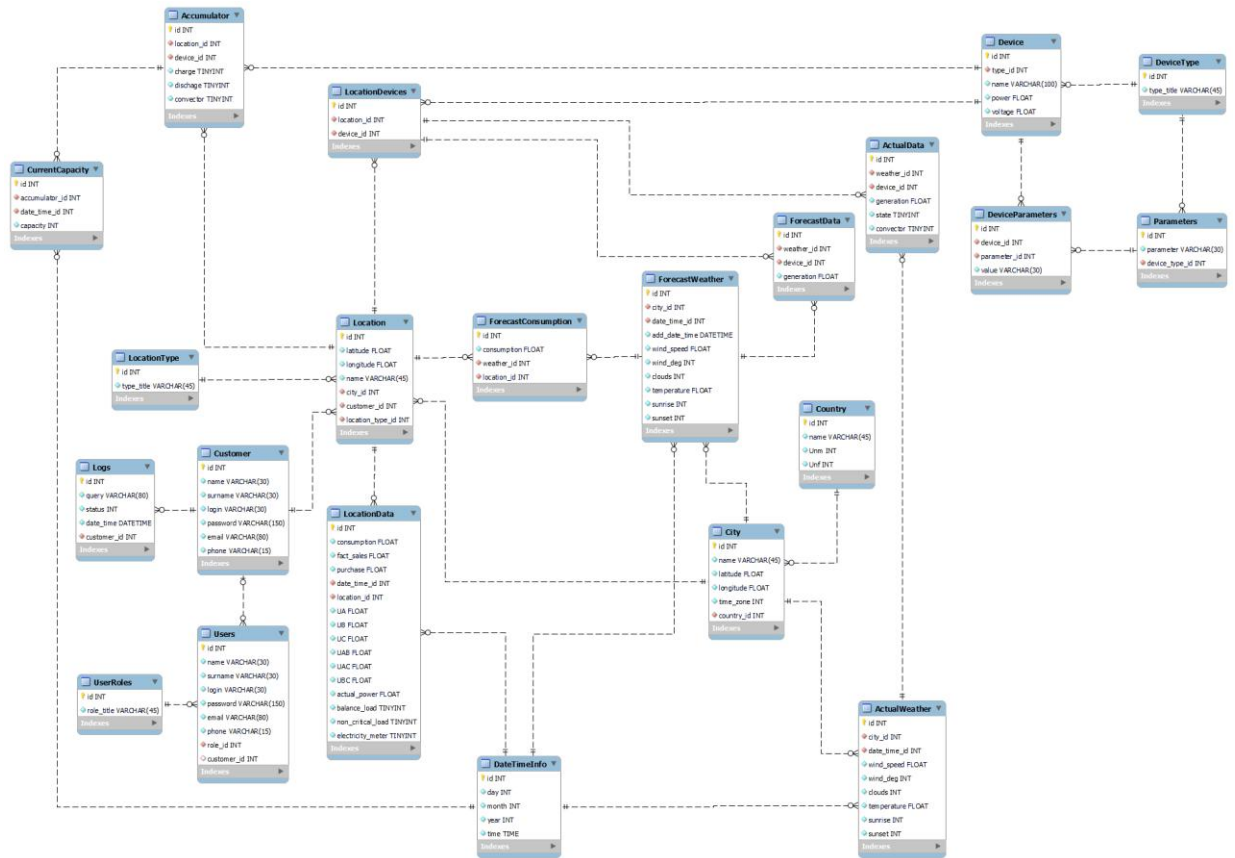 Accumulator
id INT
location_id INT
device_id INT
charge TINYINT
dischage TINYINT
convector TINYINT
Indexes
LocationDevices
id INT
location_id INT
device_id INT
Indexes
Device
id INT
type_id INT
name VARCHAR(100)
power FLOAT
voltage FLOAT
Indexes
DeviceType
id INT
type_title VARCHAR(45)
Indexes
CurrentCapacity
id INT
accumulator_id INT
date_time_id INT
capacity INT
Indexes
ActualData
id INT
weather_id INT
device_id INT
generation FLOAT
state TINYINT
convector TINYINT
Indexes
ForecastData
id INT
weather_id INT
device_id INT
generation FLOAT
Indexes
DeviceParameters
id INT
device_id INT
parameter_id INT
value VARCHAR(30)
Indexes
Parameters
id INT
parameter VARCHAR(30)
device_type_id INT
Indexes
ForecastWeather
id INT
city_id INT
date_time_id INT
add_date_time DATETIME
wind_speed FLOAT
wind_deg INT
clouds INT
temperature FLOAT
sunrise INT
sunset INT
Indexes
Location
id INT
latitude FLOAT
longitude FLOAT
name VARCHAR(45)
city_id INT
customer_id INT
location_type_id INT
Indexes
ForecastConsumption
id INT
consumption FLOAT
weather_id INT
location_id INT
Indexes
LocationType
id INT
type_title VARCHAR(45)
Indexes
Country
id INT
name VARCHAR(45)
Unm INT
Unf INT
Indexes
Logs
id INT
query VARCHAR(80)
status INT
date_time DATETIME
customer_id INT
Indexes
Customer
id INT
name VARCHAR(30)
surname VARCHAR(30)
login VARCHAR(30)
password VARCHAR(150)
email VARCHAR(80)
phone VARCHAR(15)
Indexes
LocationData
id INT
consumption FLOAT
fact_sales FLOAT
purchase FLOAT
date_time_id INT
location_id INT
UA FLOAT
UB FLOAT
UC FLOAT
UAB FLOAT
UAC FLOAT
UBC FLOAT
actual_power FLOAT
balance_load TINYINT
non_critical_load TINYINT
electricity_meter TINYINT
Indexes
City
id INT
name VARCHAR(45)
latitude FLOAT
longitude FLOAT
time_zone INT
country_id INT
Indexes
Users
id INT
name VARCHAR(30)
surname VARCHAR(30)
login VARCHAR(30)
password VARCHAR(150)
email VARCHAR(80)
phone VARCHAR(15)
role_id INT
customer_id INT
Indexes
UserRoles
id INT
role_title VARCHAR(45)
Indexes
DateTimeInfo
id INT
day INT
month INT
year INT
time TIME
Indexes
ActualWeather
id INT
city_id INT
date_time_id INT
wind_speed FLOAT
wind_deg INT
clouds INT
temperature FLOAT
sunrise INT
sunset INT
Indexes